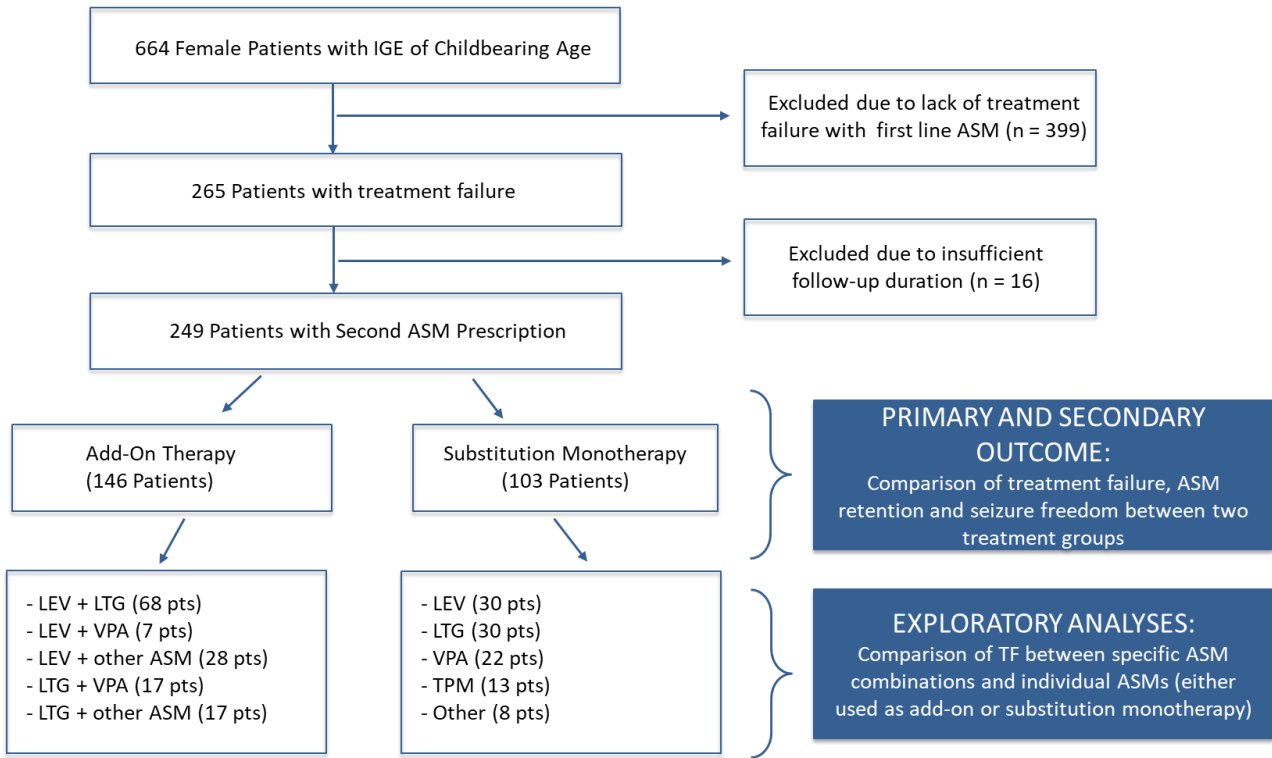 664 Female Patients with IGE of Childbearing Age
Excluded due to lack of treatment
failure with first line ASM (n = 399)
265 Patients with treatment failure
Excluded due to insufficient
follow-up duration (n = 16)
249 Patients with Second ASM Prescription
Add-On Therapy
(146 Patients)
Substitution Monotherapy
(103 Patients)
PRIMARY AND SECONDARY
OUTCOME:
Comparison of treatment failure, ASM
retention and seizure freedom between two
treatment groups
- LEV + LTG (68 pts)
- LEV + VPA (7 pts)
- LEV + other ASM (28 pts)
- LTG + VPA (17 pts)
- LTG + other ASM (17 pts)
- LEV (30 pts)
- LTG (30 pts)
- VPA (22 pts)
- TPM (13 pts)
- Other (8 pts)
EXPLORATORY ANALYSES:
Comparison of TF between specific ASM
combinations and individual ASMs (either
used as add-on or substitution monotherapy)